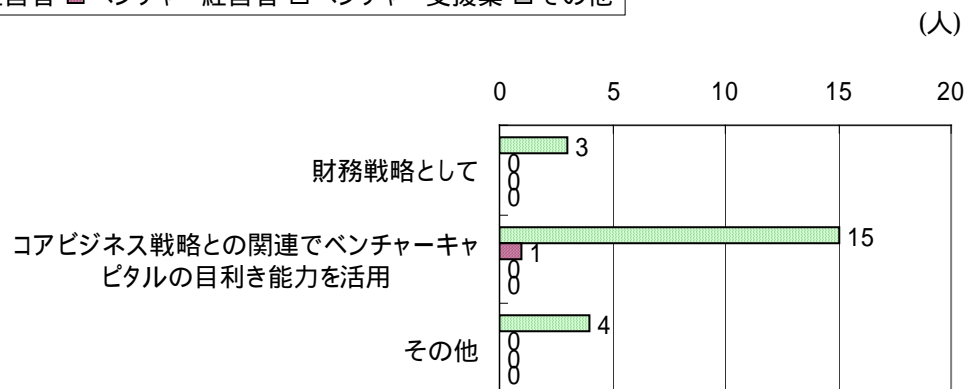 経営者 ベンチャー経営者 ベンチャー支援業 その他
(人)
0 5 10 15 20
財務戦略として
3
0
0
0
コアビジネス戦略との関連でベンチャーキャ
ピタルの目利き能力を活用
15
1
0
0
その他
4
0
0
0